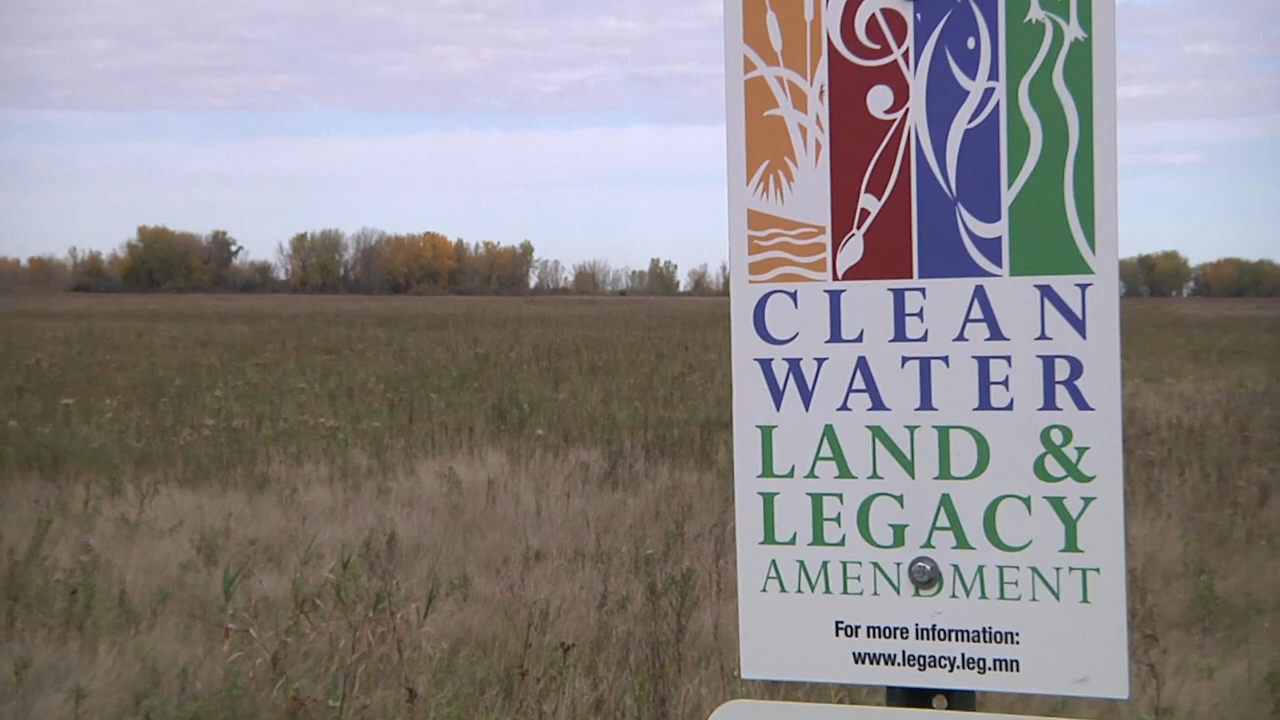 CLEAN
WATER
LAND &
LEGACY
AMENDMENT
For more information:
www.legacy.leg.mn